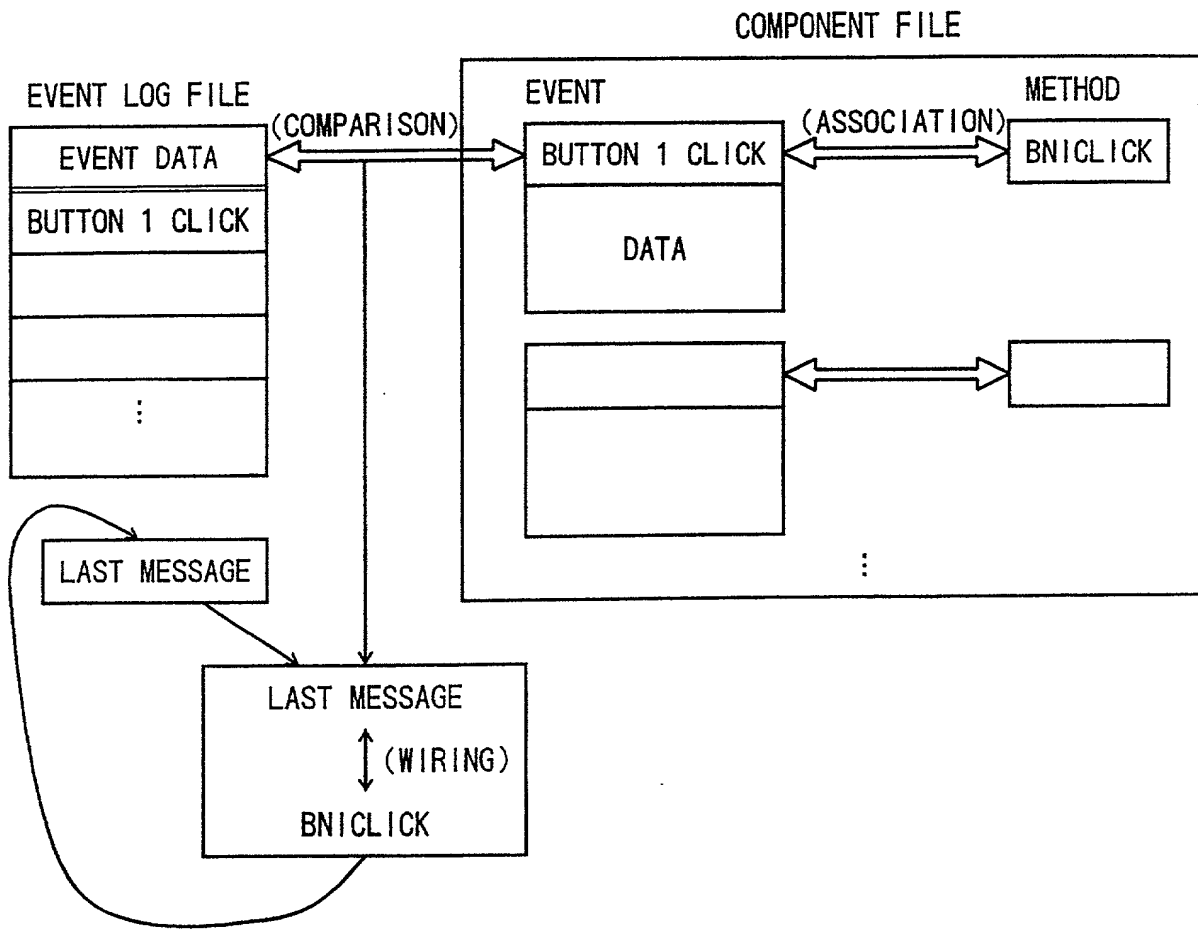 COMPONENT FILE
EVENT LOG FILE
EVENT
METHOD
(COMPARISON)
(ASSOCIATION)
EVENT DATA
BUTTON 1 CLICK
BNICLICK
BUTTON 1 CLICK
DATA
LAST MESSAGE
LAST MESSAGE
(WIRING)
BNICLICK